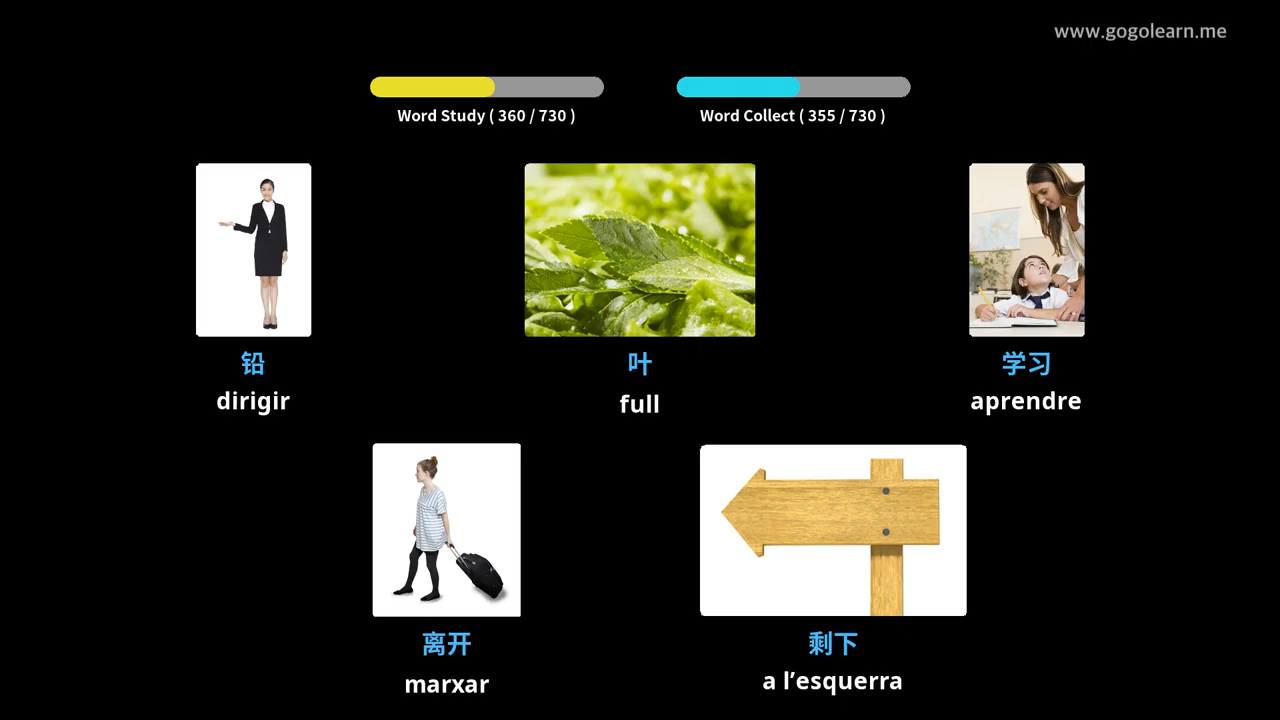 www.gogolearn.me
Word Study ( 360 / 730 )
Word Collect ( 355 / 730 )
铅
dirigir
叶
full
学习
aprendre
离开
marxar
剩下
a l’esquerra